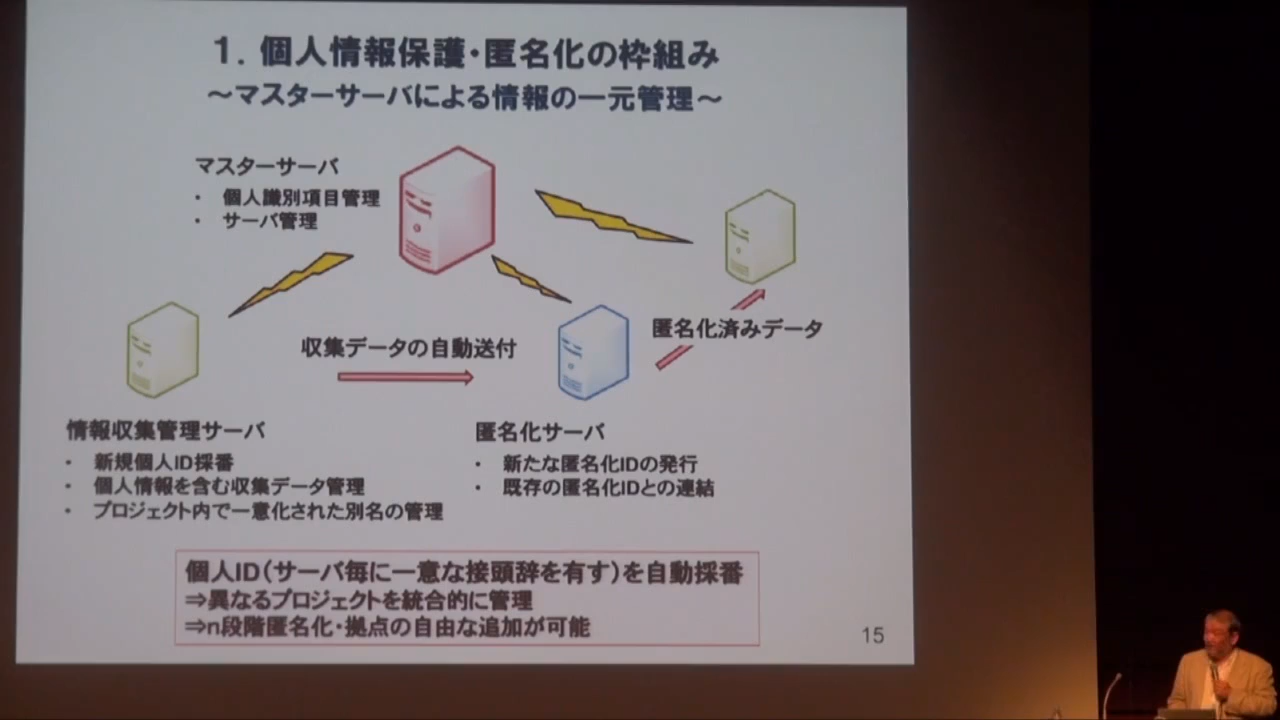 1. 個人情報保護・匿名化の枠組み
～マスターサーバによる情報の一元管理～
マスターサーバ
・ 個人識別項目管理
・ サーバ管理
匿名化済みデータ
収集データの自動送付
情報収集管理サーバ
・ 新規個人ID採番
・ 個人情報を含む収集データ管理
・ プロジェクト内で一意化された別名の管理
匿名化サーバ
・ 新たな匿名化IDの発行
・ 既存の匿名化IDとの連結
個人ID(サーバ毎に一意な接頭辞を有す)を自動採番
⇒異なるプロジェクトを統合的に管理
⇒n段階匿名化・拠点の自由な追加が可能
15